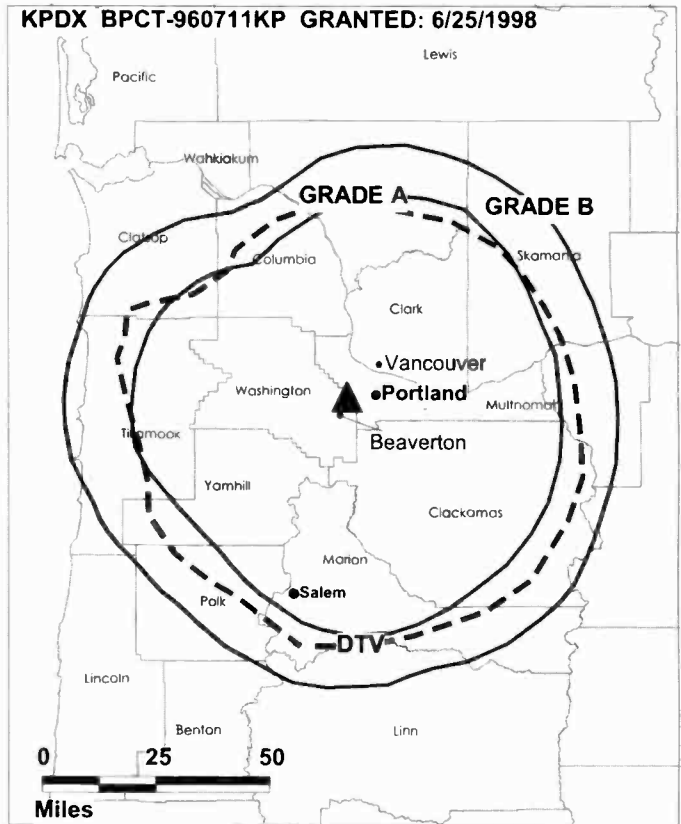 KPDX BPCT-960711KP GRANTED: 6/25/1998
Lewis
Pacific
Wahkiakum
GRADE A
GRADE B
Clatsop
Columbia
Skamania
Clark
Vancouver
Washington
Portland
Multnomah
Tillamook
Beaverton
Yamhill
Clackamas
Marion
Salem
Polk
DTV
Lincoln
Benton
Linn
0 25 50
Miles